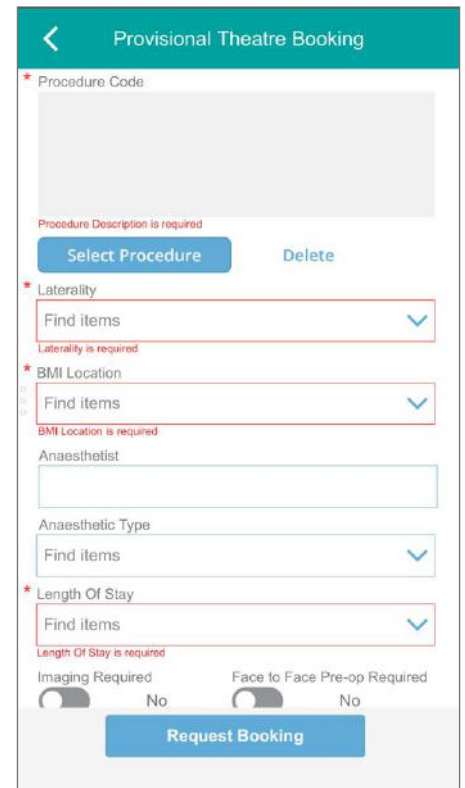 Provisional Theatre Booking
* Procedure Code
Procedure Description is required
Select Procedure Delete
* Laterality
Find items
Laterality is required
* BMI Location
Find items
BMI Location is required
Anaesthetist
Anaesthetic Type
Find items
* Length Of Stay
Find items
Length Of Stay is required
Imaging Required Face to Face Pre-op Required
No No
Request Booking